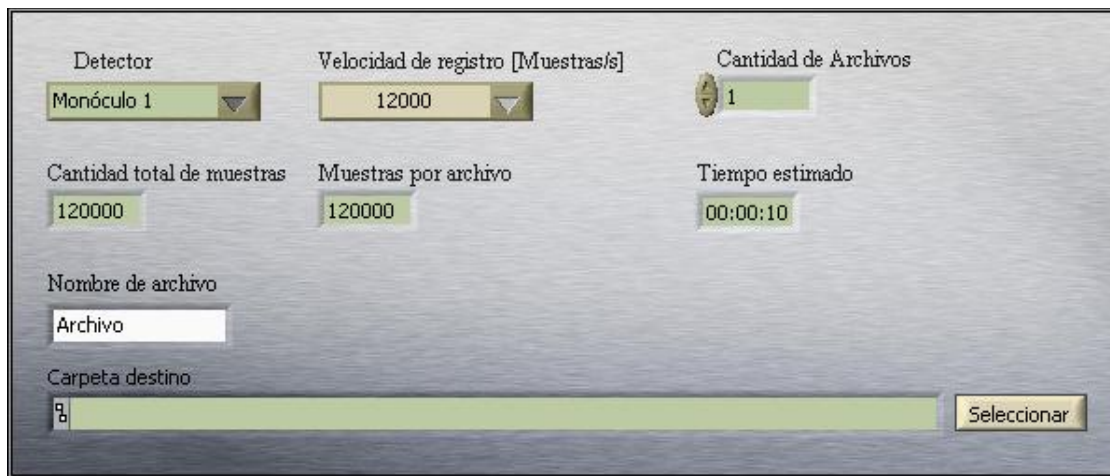 Detector
Velocidad de registro [Muestras/s]
Cantidad de Archivos
Monóculo 1
12000
1
Cantidad total de muestras
Muestras por archivo
Tiempo estimado
120000
120000
00:00:10
Nombre de archivo
Archivo
Carpeta destino
Seleccionar